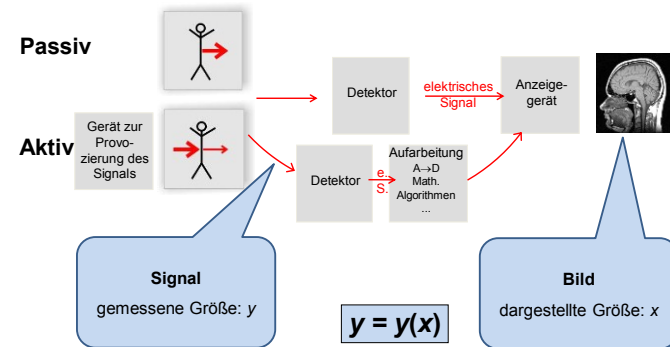 Passiv
Detektor
elektrisches
Signal
Anzeige-
gerät
Aktiv
Gerät zur
Provo-
zierung des
Signals
Detektor
e.
S.
Aufarbeitung
A→D
Math.
Algorithmen
...
Signal
gemessene Größe: y
y = y(x)
Bild
dargestellte Größe: x